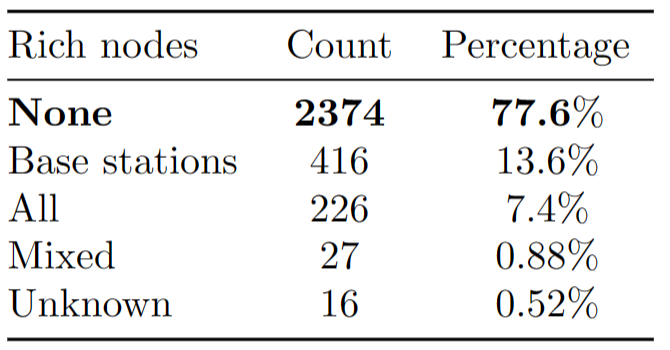 Rich nodes Count Percentage
None 2374 77.6%
Base stations 416 13.6%
All 226 7.4%
Mixed 27 0.88%
Unknown 16 0.52%